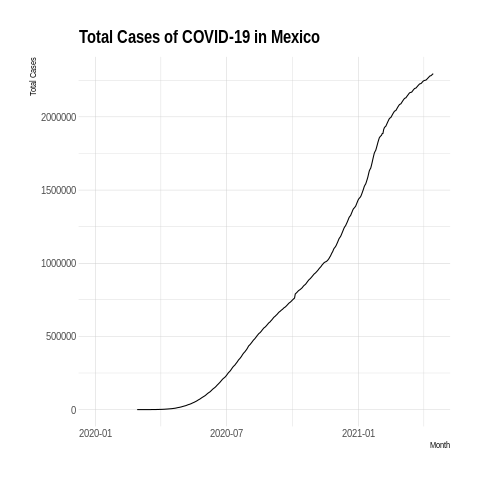 Total Cases of COVID-19 in Mexico
Total Cases
2000000
1500000
1000000
500000
0
2020-01 2020-07 2021-01
Month